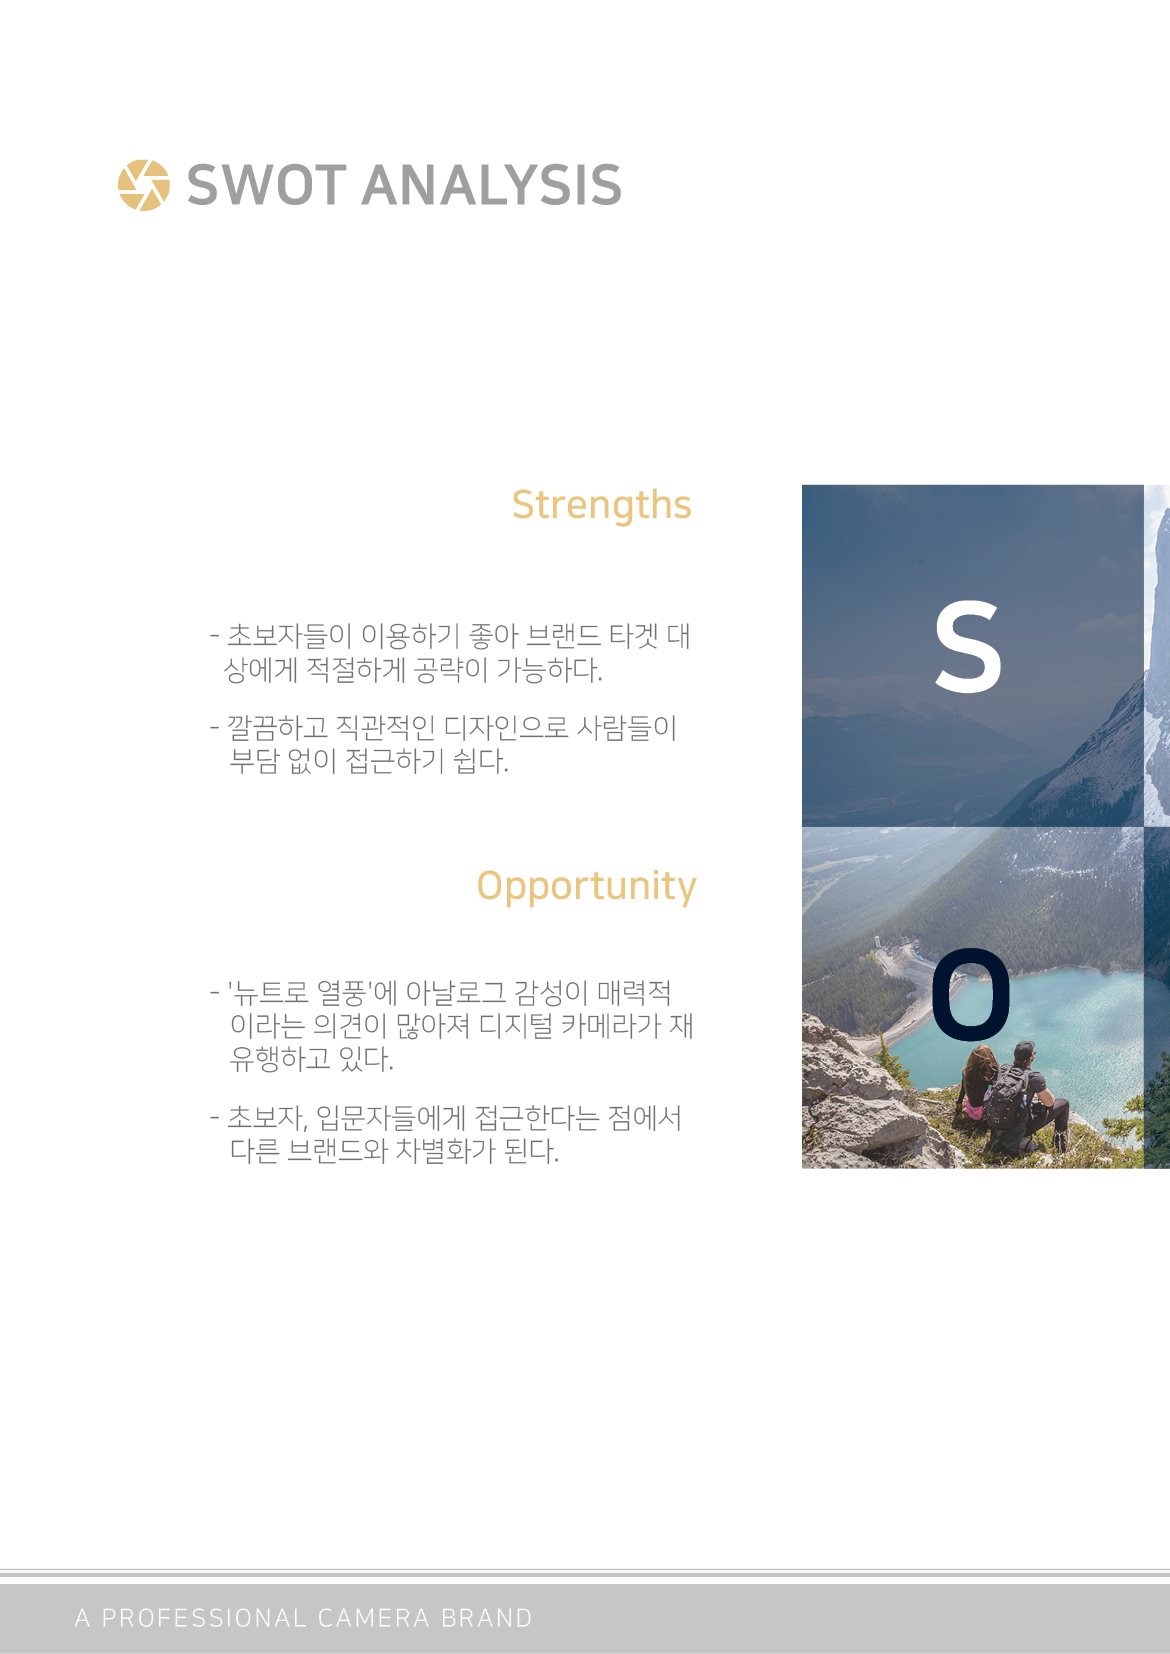 SWOT ANALYSIS
Strengths
- 초보자들이 이용하기 좋아 브랜드 타겟 대
상에게 적절하게 공략이 가능하다.
- 깔끔하고 직관적인 디자인으로 사람들이
부담 없이 접근하기 쉽다.
S
Opportunity
- '뉴트로 열풍'에 아날로그 감성이 매력적
이라는 의견이 많아져 디지털 카메라가 재
유행하고 있다.
- 초보자, 입문자들에게 접근한다는 점에서
다른 브랜드와 차별화가 된다.
O
A PROFESSIONAL CAMERA BRAND